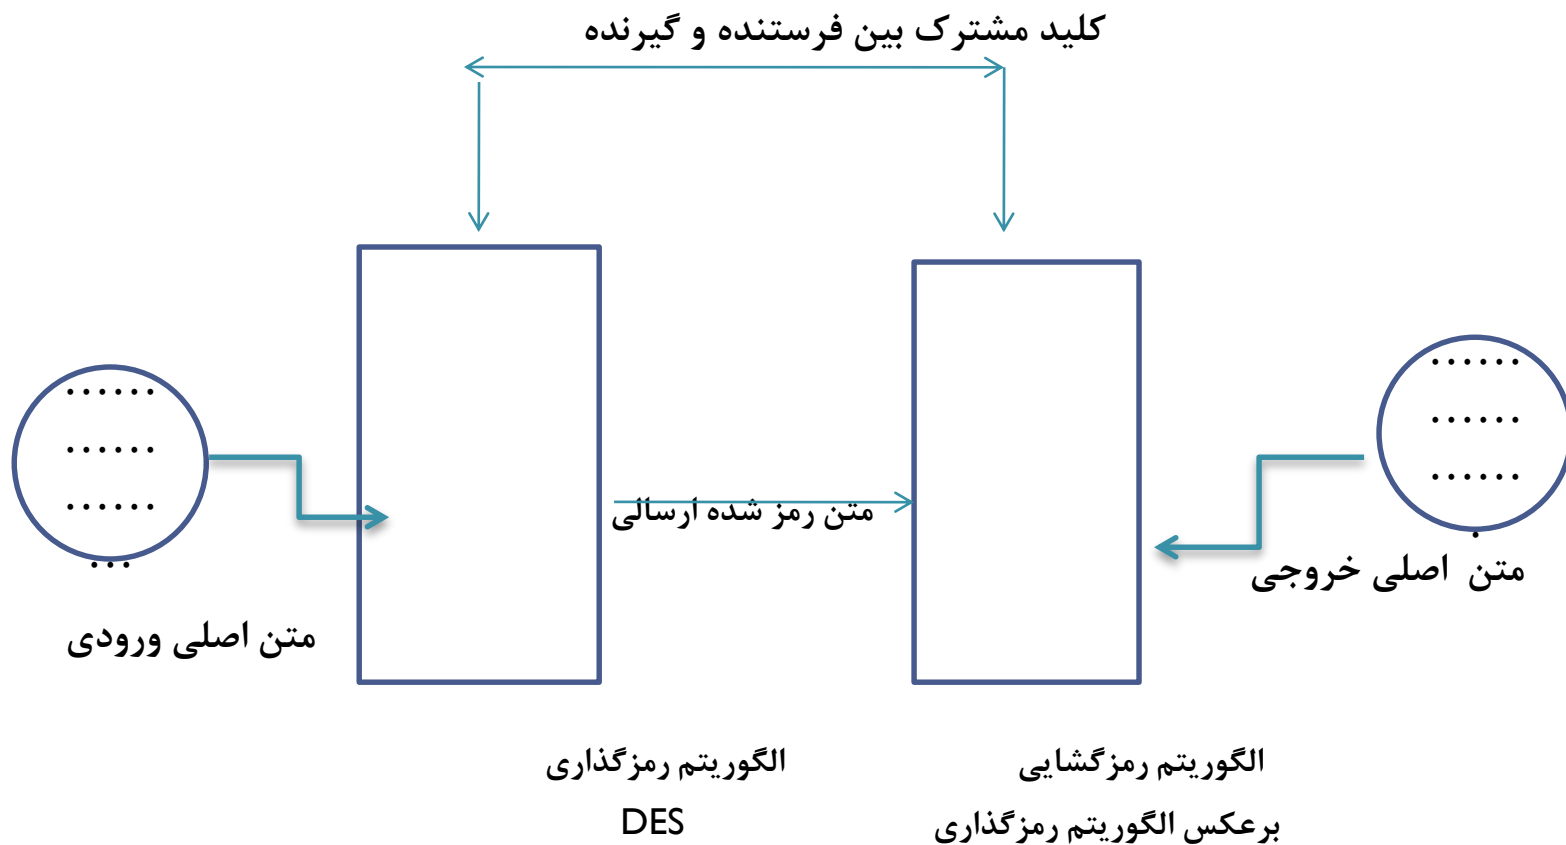 کلید مشترک بین فرستنده و گیرنده
......
......
......
...
متن اصلی ورودی
متن رمز شده ارسالی
......
......
......
.
متن اصلی خروجی
الگوریتم رمزگذاری
DES
الگوریتم رمزگشایی
برعکس الگوریتم رمزگذاری